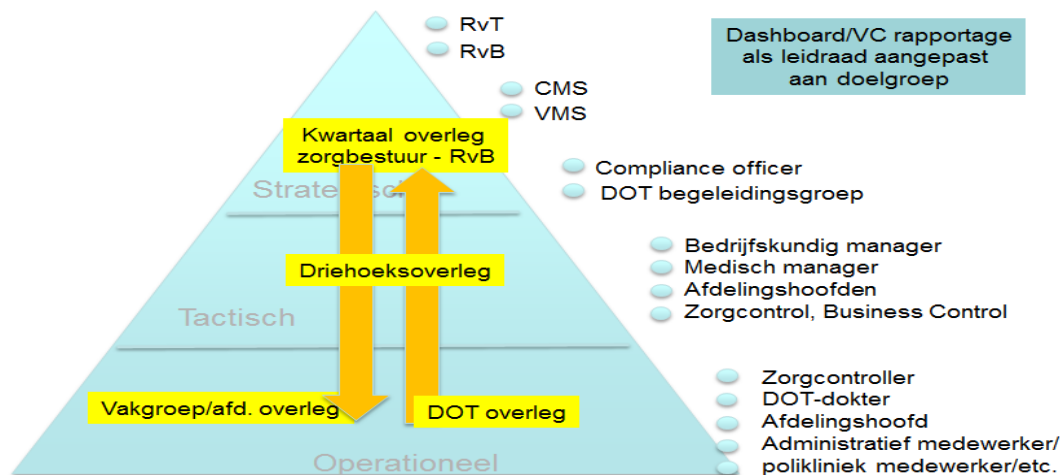 RvT
RvB
Dashboard/VC rapportage
als leidraad aangepast
aan doelgroep
CMS
VMS
Kwartaal overleg
zorgbestuur - RvB
Compliance officer
Strategisch
DOT begeleidingsgroep
Bedrijfskundig manager
Driehoeksoverleg
Medisch manager
Afdelingshoofden
Tactisch
Zorgcontrol, Business Control
Zorgcontroller
Vakgroep/afd. overleg
DOT overleg
DOT-dokter
Afdelingshoofd
Administratief medewerker/
Operationeel
polikliniek medewerker/etc.